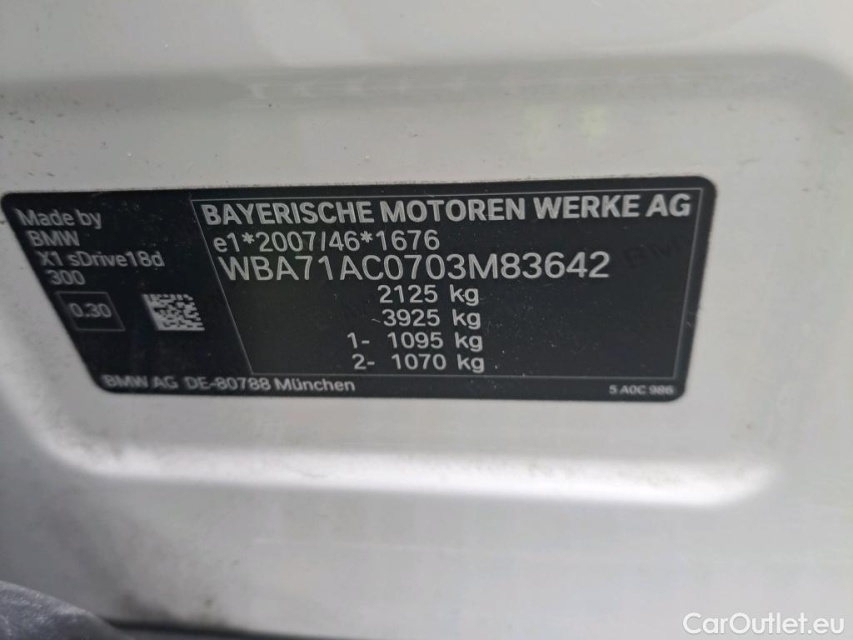 Made by
BMW
X1 sDrive18d
300
0.30
BAYERISCHE MOTOREN WERKE AG
e1*2007/46*1676
WBA71AC0703M83642
2125 kg
3925 kg
1- 1095 kg
2- 1070 kg
BMW AG DE-80788 München
5 A0C 986
CarOutlet.eu